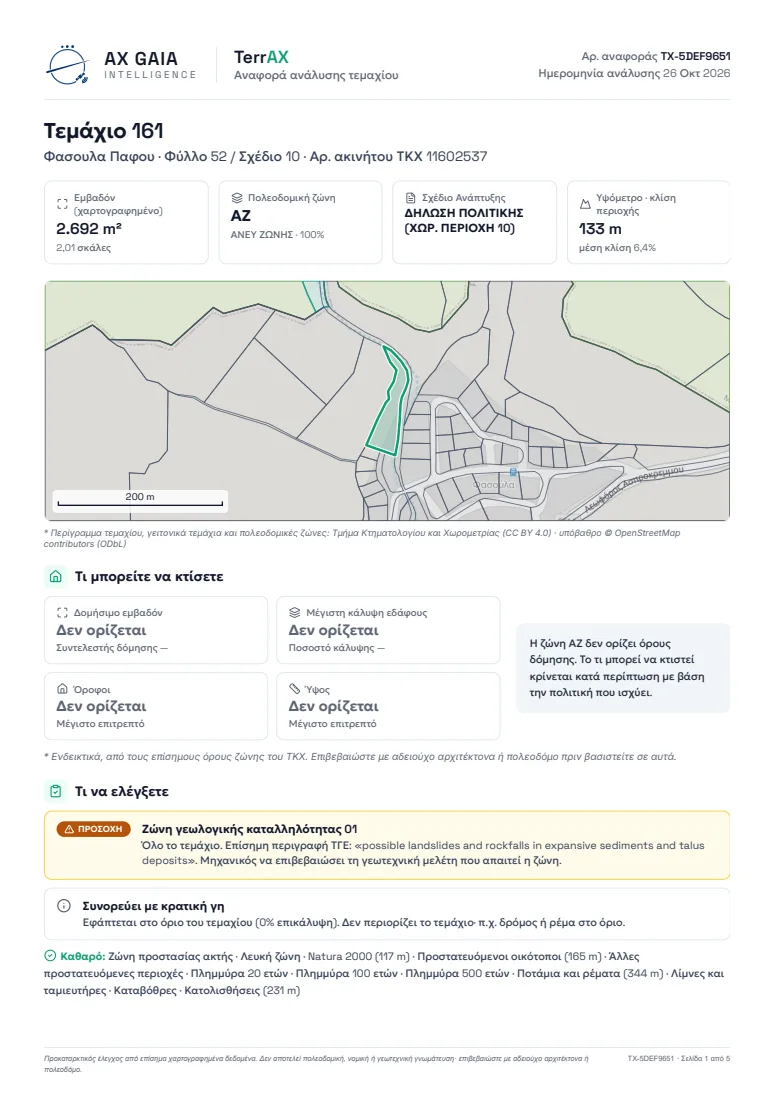 AX GAIA
INTELLIGENCE
TerrAX
Αναφορά ανάλυσης τεμαχίου
Αρ. αναφοράς TX-5DEF9651
Ημερομηνία ανάλυσης 26 Οκτ 2026
Τεμάχιο 161
Φασουλα Παφου · Φύλλο 52 / Σχέδιο 10 · Αρ. ακινήτου ΤΚΧ 11602537
Εμβαδόν
(χαρτογραφημένο)
2.692 m²
2,01 σκάλες
Πολεοδομική ζώνη
ΑΖ
ΑΝΕΥ ΖΩΝΗΣ · 100%
Σχέδιο Ανάπτυξης
ΔΗΛΩΣΗ ΠΟΛΙΤΙΚΗΣ
(ΧΩΡ. ΠΕΡΙΟΧΗ 10)
Υψόμετρο · κλίση
περιοχής
133 m
μέση κλίση 6,4%
200 m
Φασούλα
Λεωφόρος Ασπροκρέμμου
* Περίγραμμα τεμαχίου, γειτονικά τεμάχια και πολεοδομικές ζώνες: Τμήμα Κτηματολογίου και Χωρομετρίας (CC BY 4.0) · υπόβαθρο © OpenStreetMap
contributors (ODbL)
Τι μπορείτε να κτίσετε
Δομήσιμο εμβαδόν
Δεν ορίζεται
Συντελεστής δόμησης —
Μέγιστη κάλυψη εδάφους
Δεν ορίζεται
Ποσοστό κάλυψης —
Όροφοι
Δεν ορίζεται
Μέγιστο επιτρεπτό
Ύψος
Δεν ορίζεται
Μέγιστο επιτρεπτό
Η ζώνη ΑΖ δεν ορίζει όρους
δόμησης. Το τι μπορεί να κτιστεί
κρίνεται κατά περίπτωση με βάση
την πολιτική που ισχύει.
* Ενδεικτικά, από τους επίσημους όρους ζώνης του ΤΚΧ. Επιβεβαιώστε με αδειούχο αρχιτέκτονα ή πολεοδόμο πριν βασιστείτε σε αυτά.
Τι να ελέγξετε
ΠΡΟΣΟΧΗ
Ζώνη γεωλογικής καταλληλότητας 01
Όλο το τεμάχιο. Επίσημη περιγραφή ΤΓΕ: «possible landslides and rockfalls in expansive sediments and talus
deposits». Μηχανικός να επιβεβαιώσει τη γεωτεχνική μελέτη που απαιτεί η ζώνη.
Συνορεύει με κρατική γη
Εφάπτεται στο όριο του τεμαχίου (0% επικάλυψη). Δεν περιορίζει το τεμάχιο· π.χ. δρόμος ή ρέμα στο όριο.
Καθαρό: Ζώνη προστασίας ακτής · Λευκή ζώνη · Natura 2000 (117 m) · Προστατευόμενοι οικότοποι (165 m) · Άλλες
προστατευόμενες περιοχές · Πλημμύρα 20 ετών · Πλημμύρα 100 ετών · Πλημμύρα 500 ετών · Ποτάμια και ρέματα (344 m) · Λίμνες και
ταμιευτήρες · Καταβόθρες · Κατολισθήσεις (231 m)
Προκαταρκτικός έλεγχος από επίσημα χαρτογραφημένα δεδομένα. Δεν αποτελεί πολεοδομική, νομική ή γεωτεχνική γνωμάτευση· επιβεβαιώστε με αδειούχο αρχιτέκτονα ή
πολεοδόμο.
TX-5DEF9651 · Σελίδα 1 από 5